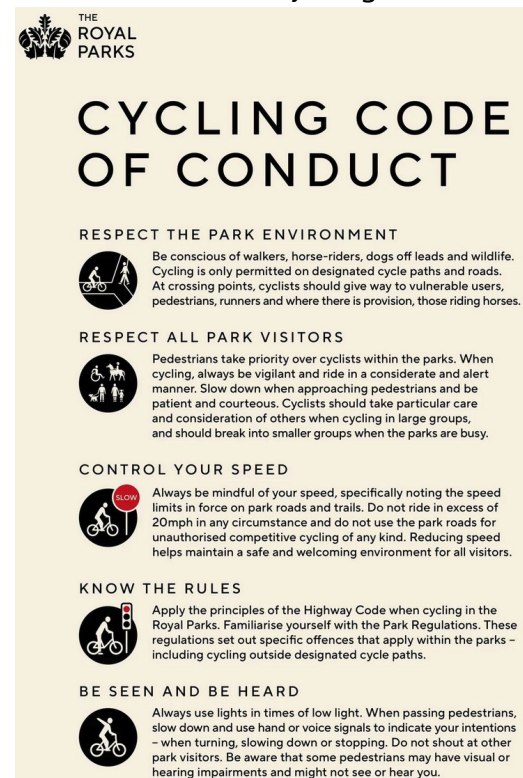 THE
ROYAL
PARKS
CYCLING CODE
OF CONDUCT
RESPECT THE PARK ENVIRONMENT
Be conscious of walkers, horse-riders, dogs off leads and wildlife.
Cycling is only permitted on designated cycle paths and roads.
At crossing points, cyclists should give way to vulnerable users,
pedestrians, runners and where there is provision, those riding horses.
RESPECT ALL PARK VISITORS
Pedestrians take priority over cyclists within the parks. When
cycling, always be vigilant and ride in a considerate and alert
manner. Slow down when approaching pedestrians and be
patient and courteous. Cyclists should take particular care
and consideration of others when cycling in large groups,
and should break into smaller groups when the parks are busy.
CONTROL YOUR SPEED
SLOW
Always be mindful of your speed, specifically noting the speed
limits in force on park roads and trails. Do not ride in excess of
20mph in any circumstance and do not use the park roads for
unauthorised competitive cycling of any kind. Reducing speed
helps maintain a safe and welcoming environment for all visitors.
KNOW THE RULES
Apply the principles of the Highway Code when cycling in the
Royal Parks. Familiarise yourself with the Park Regulations. These
regulations set out specific offences that apply within the parks –
including cycling outside designated cycle paths.
BE SEEN AND BE HEARD
Always use lights in times of low light. When passing pedestrians,
slow down and use hand or voice signals to indicate your intentions
– when turning, slowing down or stopping. Do not shout at other
park visitors. Be aware that some pedestrians may have visual or
hearing impairments and might not see or hear you.